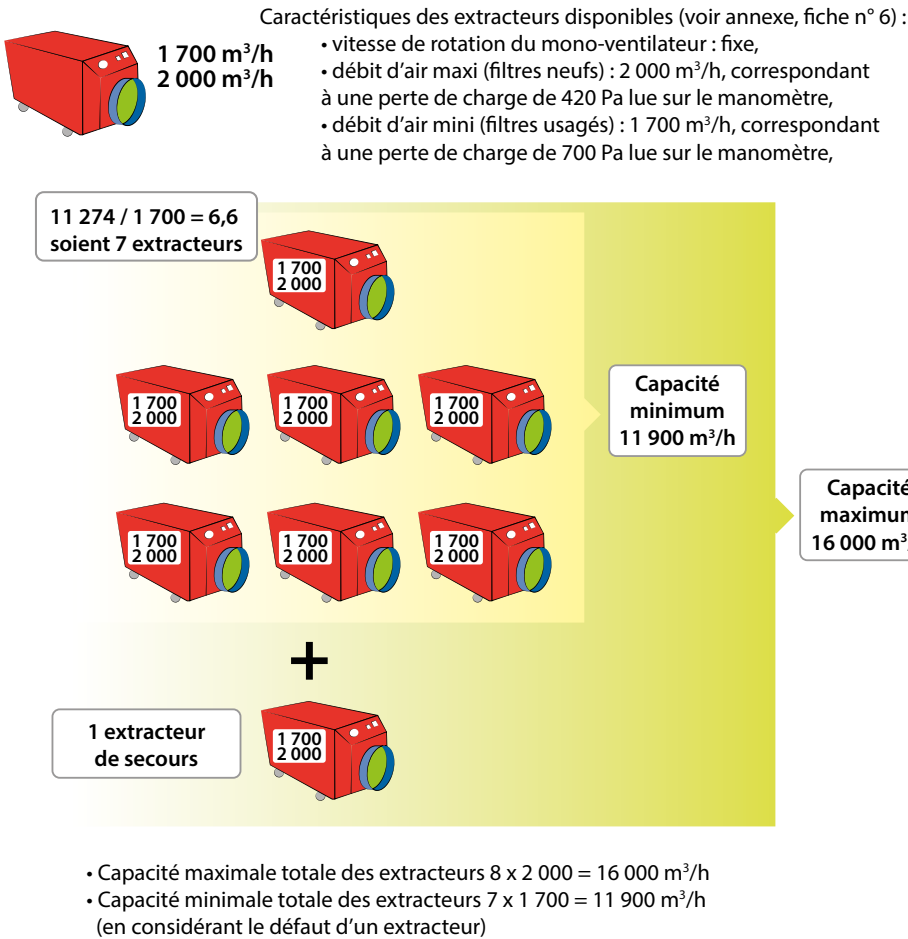 Caractéristiques des extracteurs disponibles (voir annexe, fiche n° 6) :
1 700 m³/h
2 000 m³/h
• vitesse de rotation du mono-ventilateur : fixe,
• débit d'air maxi (filtres neufs) : 2 000 m³/h, correspondant
à une perte de charge de 420 Pa lue sur le manomètre,
• débit d'air mini (filtres usagés) : 1 700 m³/h, correspondant
à une perte de charge de 700 Pa lue sur le manomètre,
11 274 / 1 700 = 6,6
soient 7 extracteurs
1 700
2 000
1 700
2 000
1 700
2 000
1 700
2 000
Capacité
minimum
11 900 m³/h
Capacité
maximum
16 000 m³/
1 700
2 000
1 700
2 000
1 700
2 000
+
1 extracteur
de secours
1 700
2 000
• Capacité maximale totale des extracteurs 8 x 2 000 = 16 000 m³/h
• Capacité minimale totale des extracteurs 7 x 1 700 = 11 900 m³/h
(en considérant le défaut d'un extracteur)